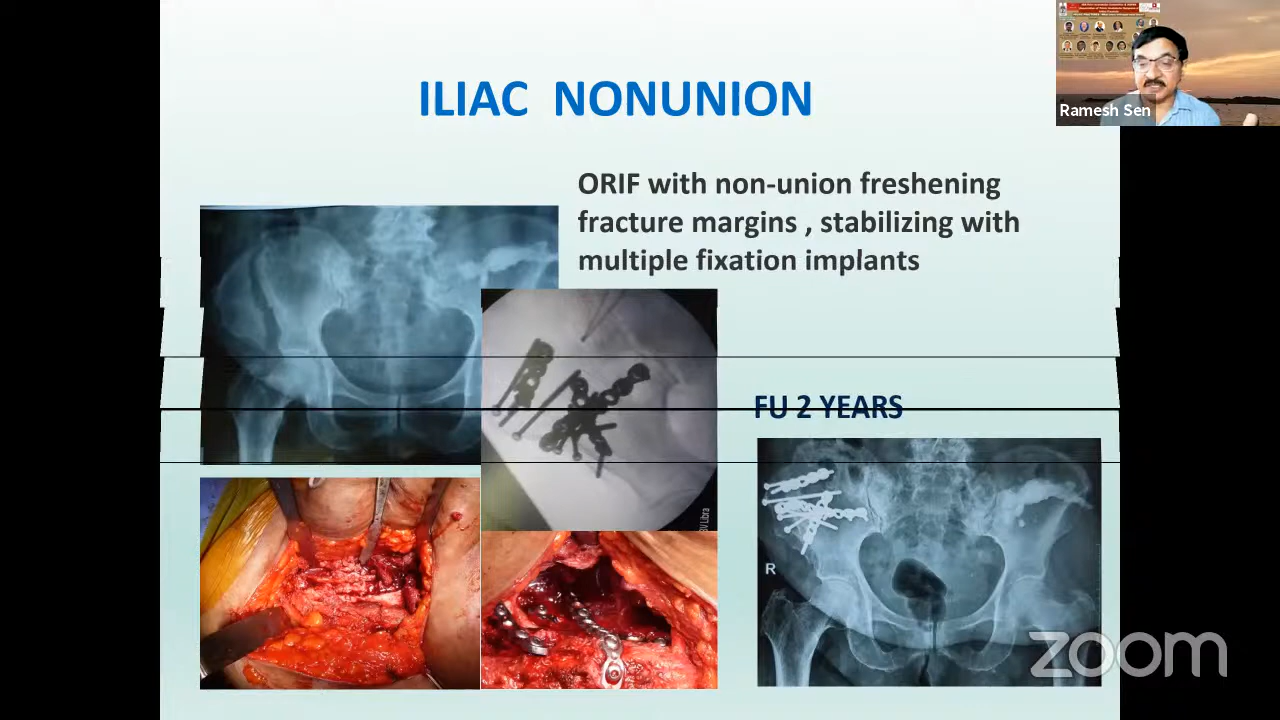 ILIAC NONUNION
ORIF with non-union freshening
fracture margins , stabilizing with
multiple fixation implants
FU 2 YEARS
R
Ramesh Sen
zoom